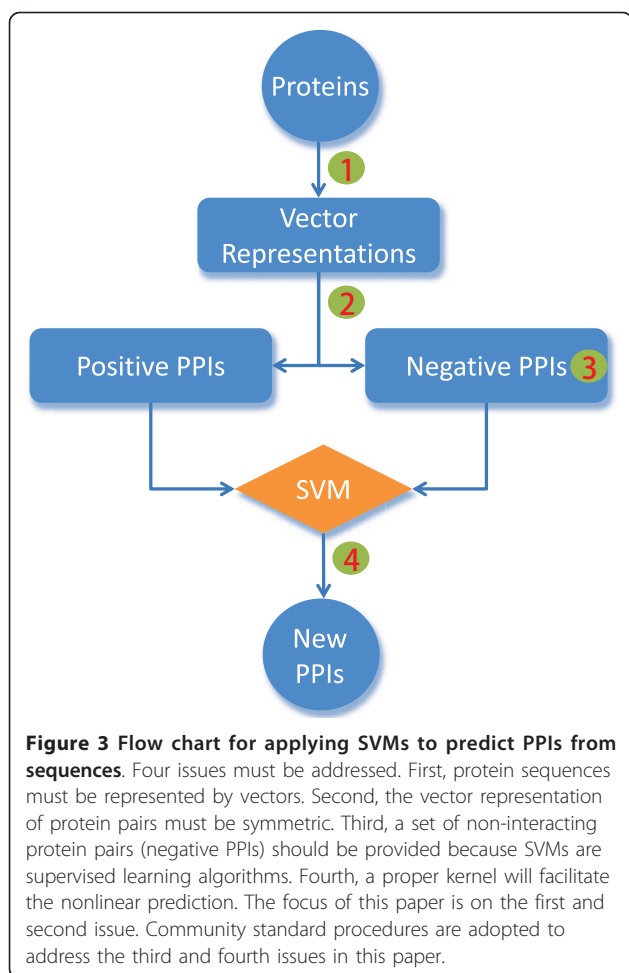 Proteins
1
Vector
Representations
2
Positive PPIs
Negative PPIs
3
SVM
4
New
PPIs
Figure 3 Flow chart for applying SVMs to predict PPIs from
sequences. Four issues must be addressed. First, protein sequences
must be represented by vectors. Second, the vector representation
of protein pairs must be symmetric. Third, a set of non-interacting
protein pairs (negative PPIs) should be provided because SVMs are
supervised learning algorithms. Fourth, a proper kernel will facilitate
the nonlinear prediction. The focus of this paper is on the first and
second issue. Community standard procedures are adopted to
address the third and fourth issues in this paper.